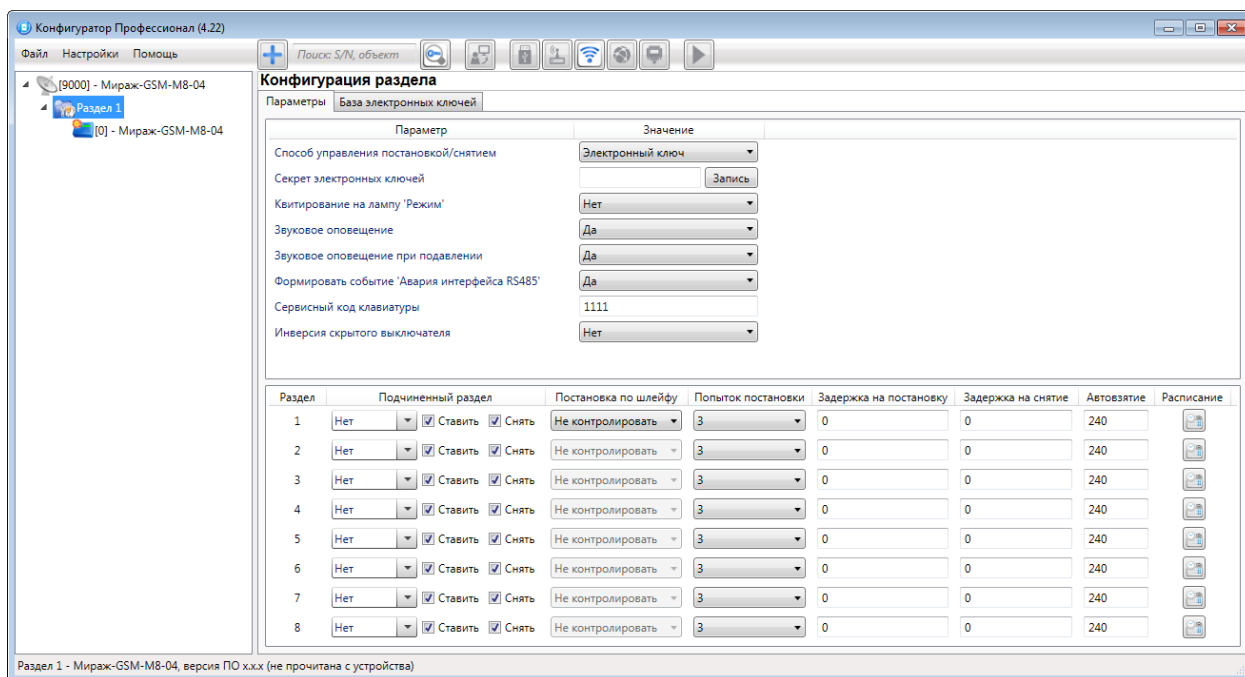 Конфигуратор Профессионал (4.22)
Файл Настройки Помощь Поиск: S/N, объект
[9000] - Мираж-GSM-M8-04
Раздел 1
[0] - Мираж-GSM-M8-04
Конфигурация раздела
Параметры База электронных ключей
Параметр Значение
Способ управления постановкой/снятием Электронный ключ
Секрет электронных ключей Запись
Квитирование на лампу 'Режим' Нет
Звуковое оповещение Да
Звуковое оповещение при подавлении Да
Формировать событие 'Авария интерфейса RS485' Да
Сервисный код клавиатуры 1111
Инверсия скрытого выключателя Нет
Раздел Подчиненный раздел Постановка по шлейфу Попыток постановки Задержка на постановку Задержка на снятие Автовзятие Расписание
1 Нет Ставить Снять Не контролировать 3 0 0 240
2 Нет Ставить Снять Не контролировать 3 0 0 240
3 Нет Ставить Снять Не контролировать 3 0 0 240
4 Нет Ставить Снять Не контролировать 3 0 0 240
5 Нет Ставить Снять Не контролировать 3 0 0 240
6 Нет Ставить Снять Не контролировать 3 0 0 240
7 Нет Ставить Снять Не контролировать 3 0 0 240
8 Нет Ставить Снять Не контролировать 3 0 0 240
Раздел 1 - Мираж-GSM-M8-04, версия ПО x.x.x (не прочитана с устройства)